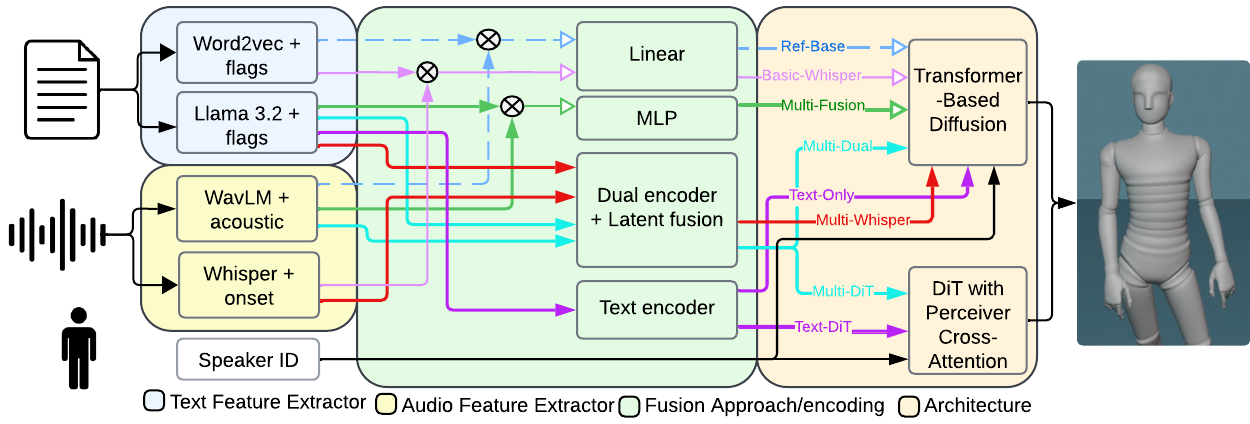 Word2vec +
flags
Llama 3.2 +
flags
WavLM +
acoustic
Whisper +
onset
Speaker ID
Linear
MLP
Dual encoder
+ Latent fusion
Text encoder
Ref-Base
Basic-Whisper
Multi-Fusion
Multi-Dual
Text-Only
Multi-Whisper
Multi-DiT
Text-DiT
Transformer
-Based
Diffusion
DiT with
Perceiver
Cross-
Attention
Text Feature Extractor
Audio Feature Extractor
Fusion Approach/encoding
Architecture